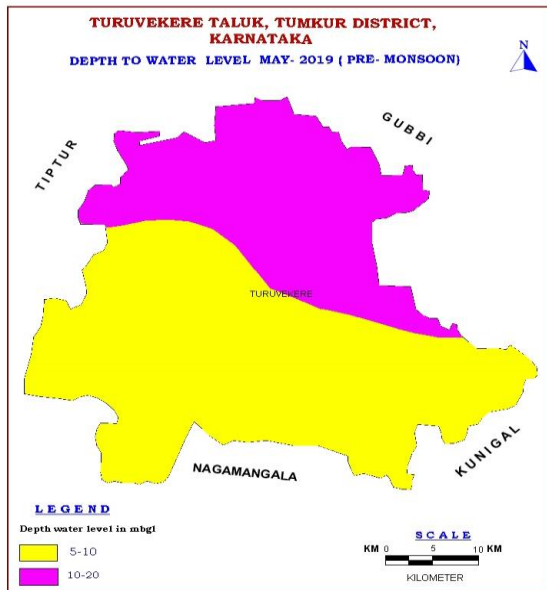 TURUVEKERE TALUK, TUMKUR DISTRICT,
KARNATAKA
DEPTH TO WATER LEVEL MAY- 2019 ( PRE- MONSOON)
N
GUBBI
TIPTUR
TURUVEKERE
KUNIGAL
NAGAMANGALA
LEGEND
Depth water level in mbgl
5-10
10-20
SCALE
KM 0 5 10 KM
KILOMETER